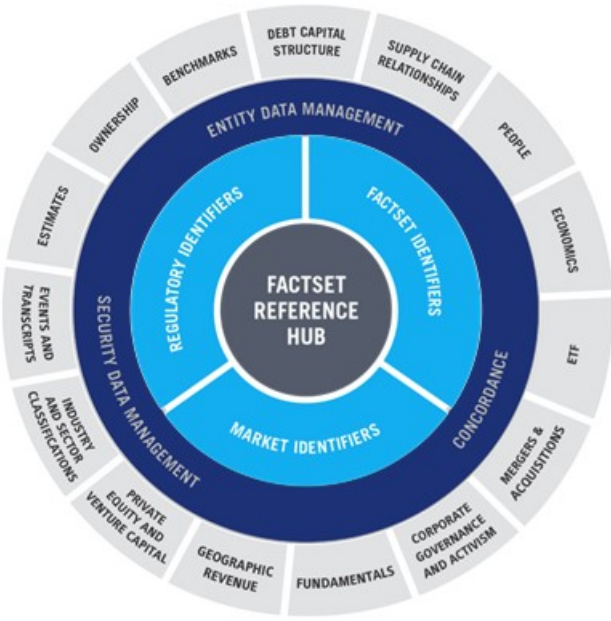 DEBT CAPITAL
STRUCTURE
SUPPLY CHAIN
RELATIONSHIPS
PEOPLE
ECONOMICS
ETF
MERGERS &
ACQUISITIONS
CORPORATE
GOVERNANCE
AND ACTIVISM
FUNDAMENTALS
GEOGRAPHIC
REVENUE
PRIVATE
EQUITY AND
VENTURE CAPITAL
INDUSTRY
AND SECTOR
CLASSIFICATIONS
EVENTS AND
TRANSCRIPTS
ESTIMATES
OWNERSHIP
BENCHMARKS
ENTITY DATA MANAGEMENT
CONCORDANCE
SECURITY DATA MANAGEMENT
REGULATORY IDENTIFIERS
FACTSET IDENTIFIERS
MARKET IDENTIFIERS
FACTSET
REFERENCE
HUB